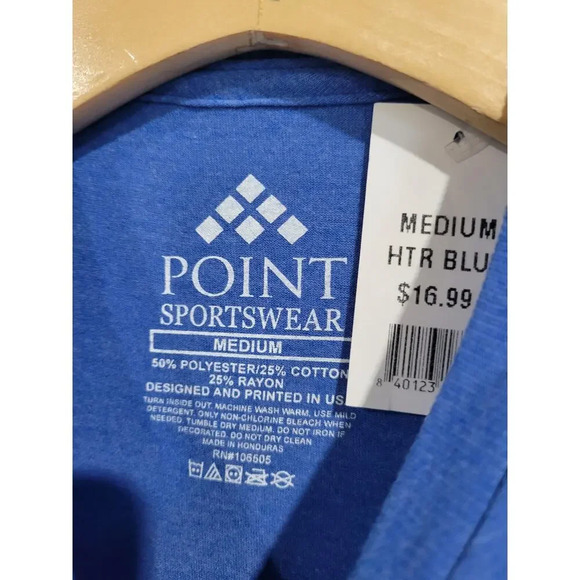 POINT
SPORTSWEAR
MEDIUM
50% POLYESTER/25% COTTON
25% RAYON
DESIGNED AND PRINTED IN US
TURN INSIDE OUT. MACHINE WASH WARM. USE MILD
DETERGENT. ONLY NON-CHLORINE BLEACH WHEN
NEEDED. TUMBLE DRY MEDIUM. DO NOT IRON IF
DECORATED. DO NOT DRY CLEAN
MADE IN HONDURAS
RN#106505
MEDIUM
HTR BLU
$16.99
8 40123